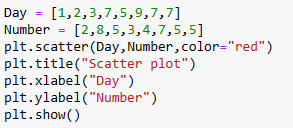 Day = [1,2,3,7,5,9,7,7]
Number = [2,8,5,3,4,7,5,5]
plt.scatter(Day,Number,color="red")
plt.title("Scatter plot")
plt.xlabel("Day")
plt.ylabel("Number")
plt.show()